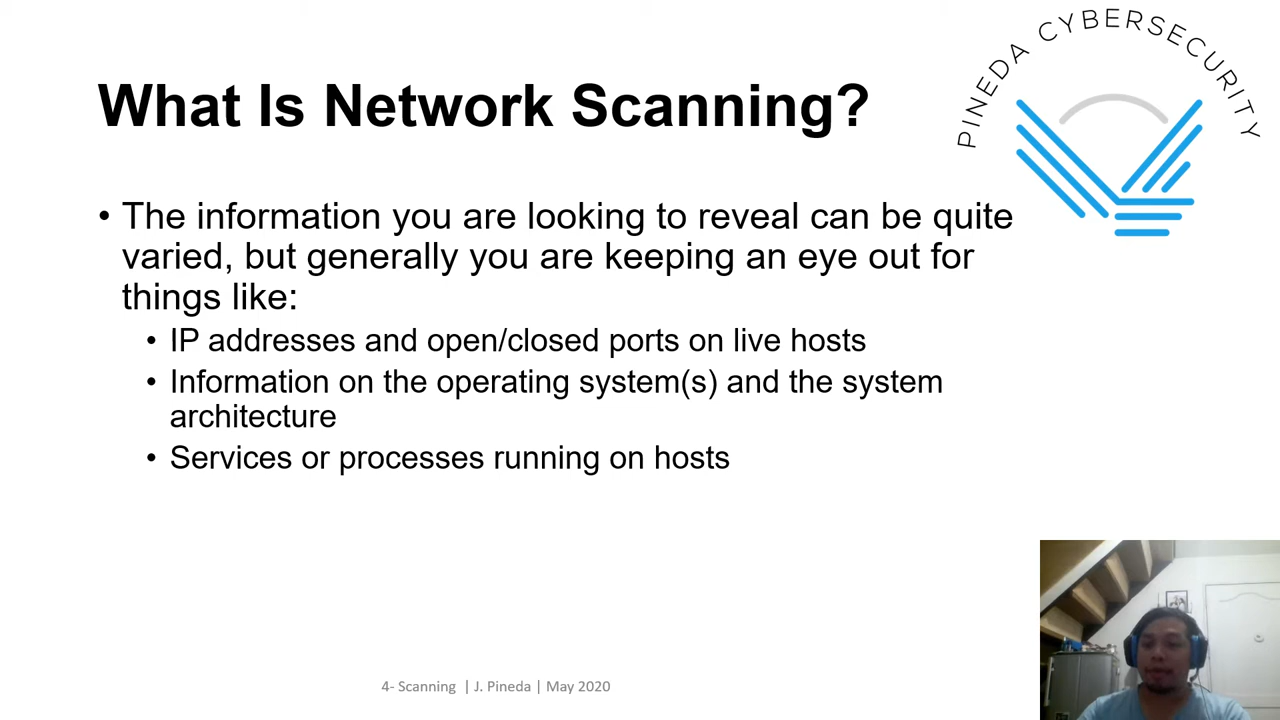 PINEDA CYBERSECURITY
What Is Network Scanning?
• The information you are looking to reveal can be quite
varied, but generally you are keeping an eye out for
things like:
• IP addresses and open/closed ports on live hosts
• Information on the operating system(s) and the system
architecture
• Services or processes running on hosts
4- Scanning | J. Pineda | May 2020